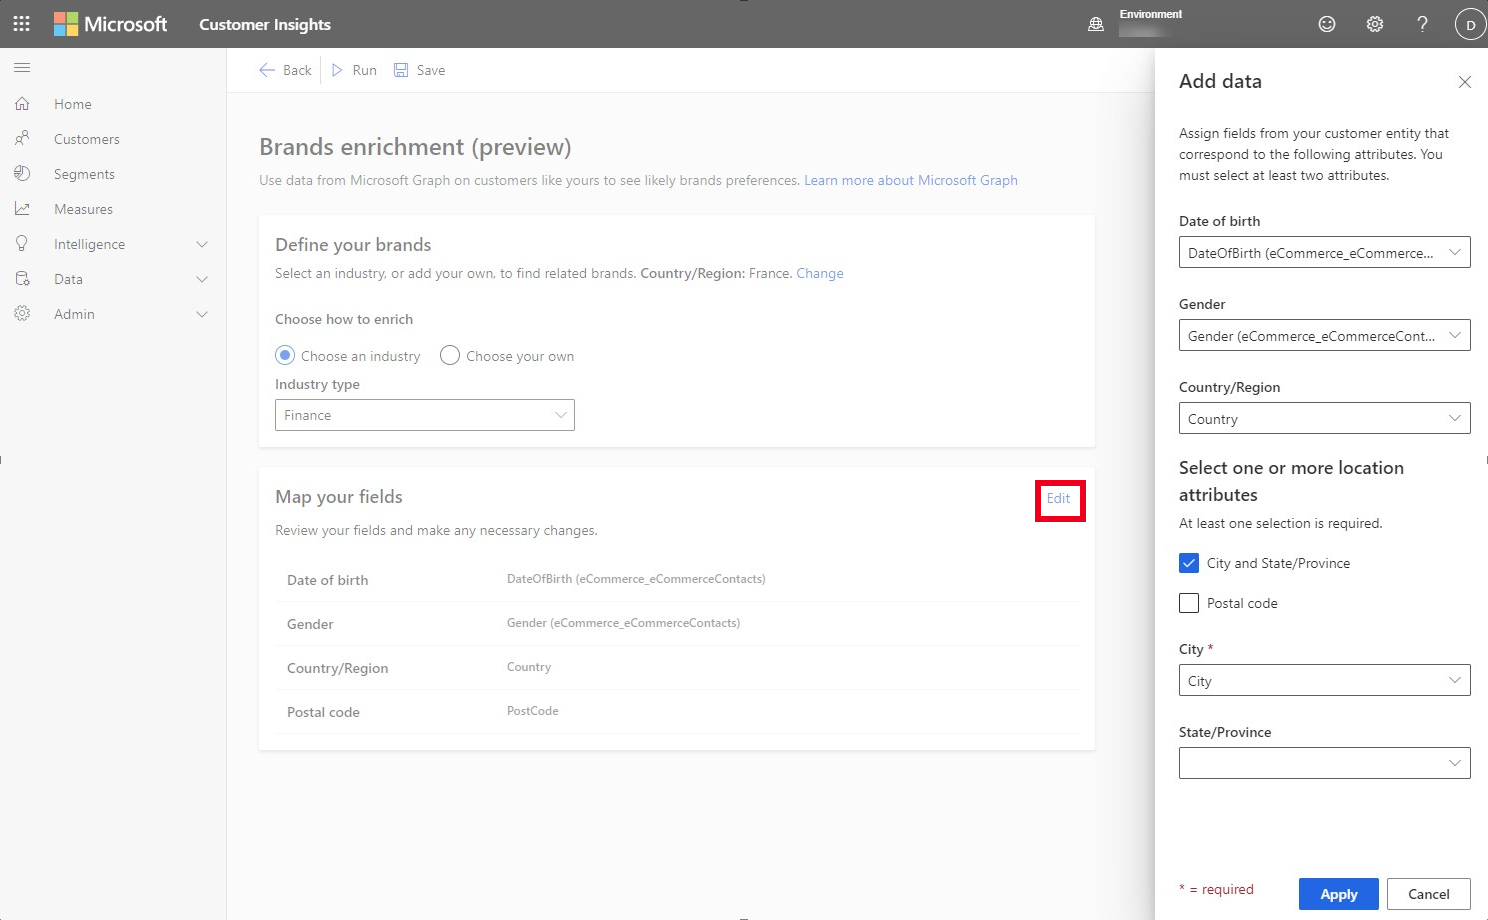 Microsoft Customer Insights
Environment
?
D
Home
Customers
Segments
Measures
Intelligence
Data
Admin
Back Run Save
Brands enrichment (preview)
Use data from Microsoft Graph on customers like yours to see likely brands preferences. Learn more about Microsoft Graph
Define your brands
Select an industry, or add your own, to find related brands. Country/Region: France. Change
Choose how to enrich
Choose an industry Choose your own
Industry type
Finance
Map your fields Edit
Review your fields and make any necessary changes.
Date of birth DateOfBirth (eCommerce_eCommerceContacts)
Gender Gender (eCommerce_eCommerceContacts)
Country/Region Country
Postal code PostCode
Add data
Assign fields from your customer entity that
correspond to the following attributes. You
must select at least two attributes.
Date of birth
DateOfBirth (eCommerce_eCommerce...
Gender
Gender (eCommerce_eCommerceCont...
Country/Region
Country
Select one or more location
attributes
At least one selection is required.
City and State/Province
Postal code
City *
City
State/Province
* = required Apply Cancel